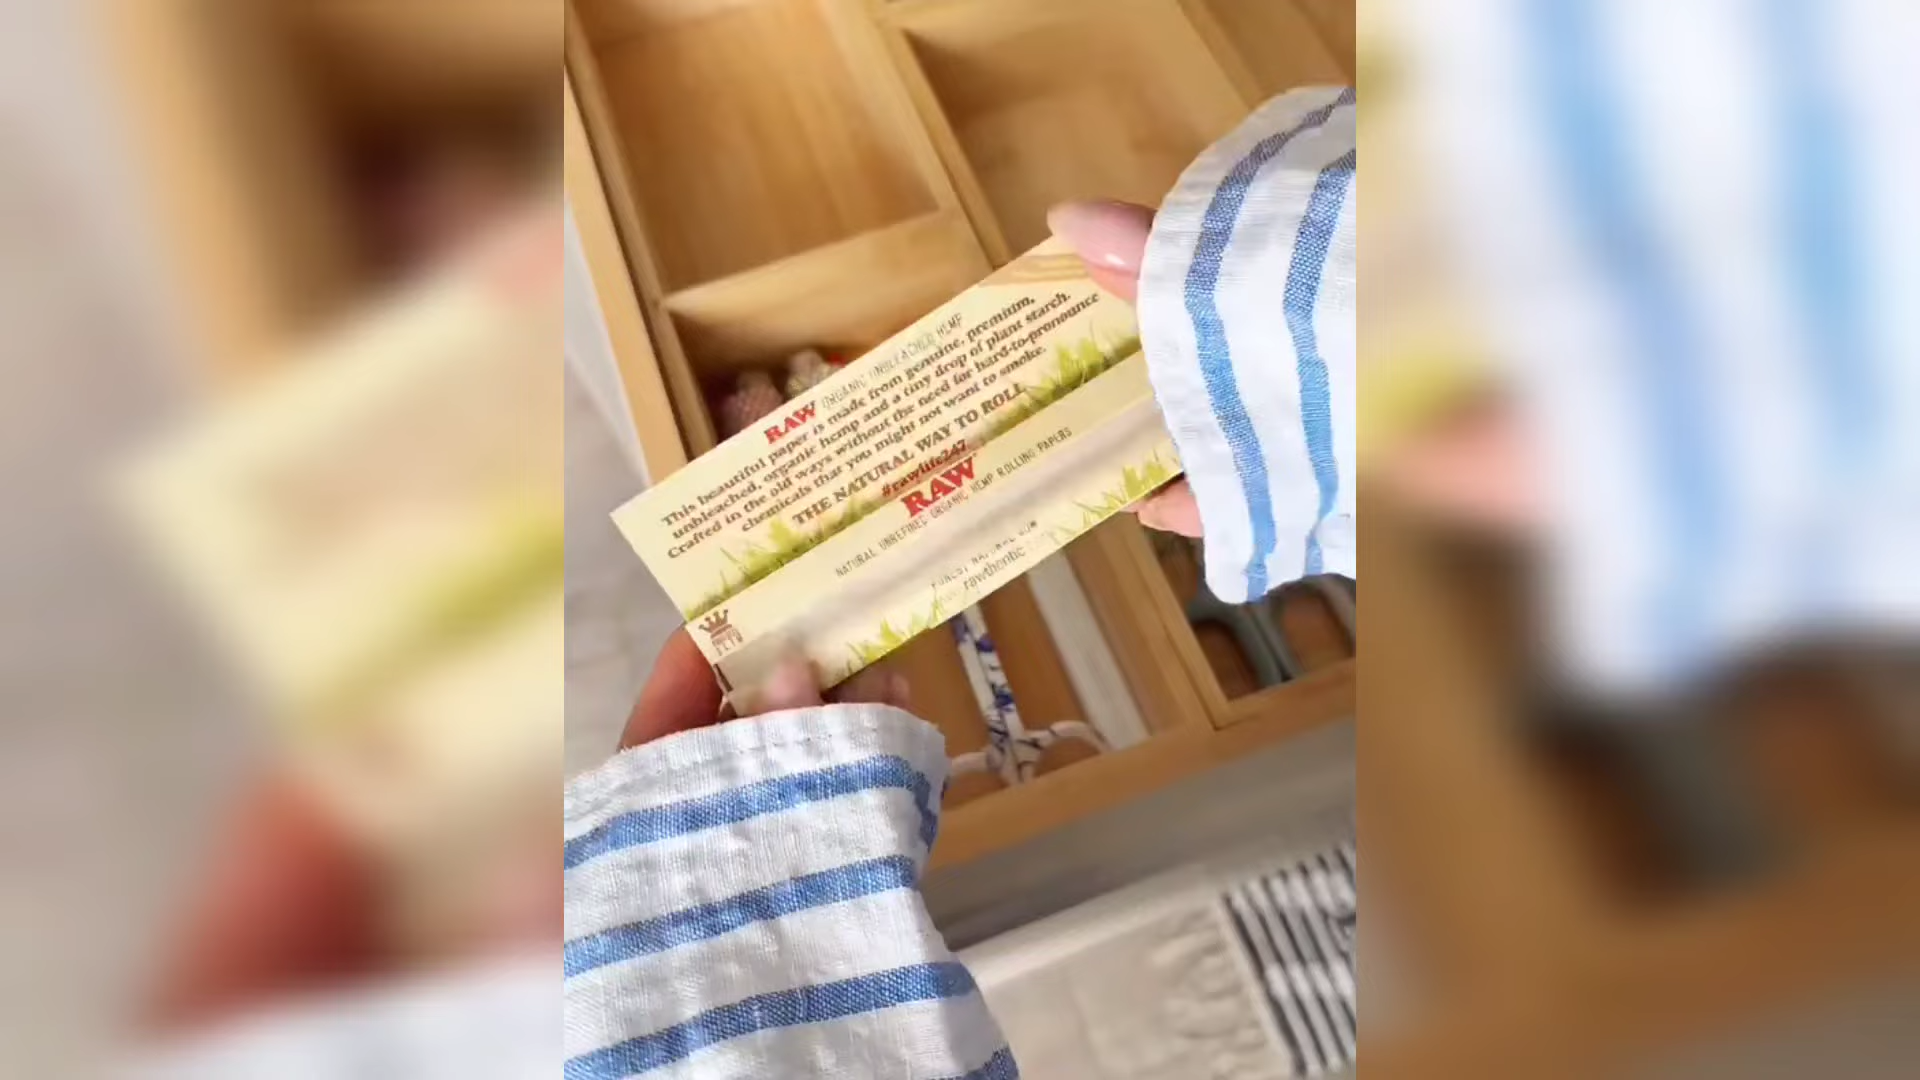 RAW ORGANIC UNBLEACHED HEMP
This beautiful paper is made from genuine, premium,
unbleached, organic hemp and a tiny drop of plant starch.
Crafted in the old ways without the need for hard-to-pronounce
chemicals that you might not want to smoke.
THE NATURAL WAY TO ROLL
#rawlife247
RAW
NATURAL UNREFINED ORGANIC HEMP ROLLING PAPERS